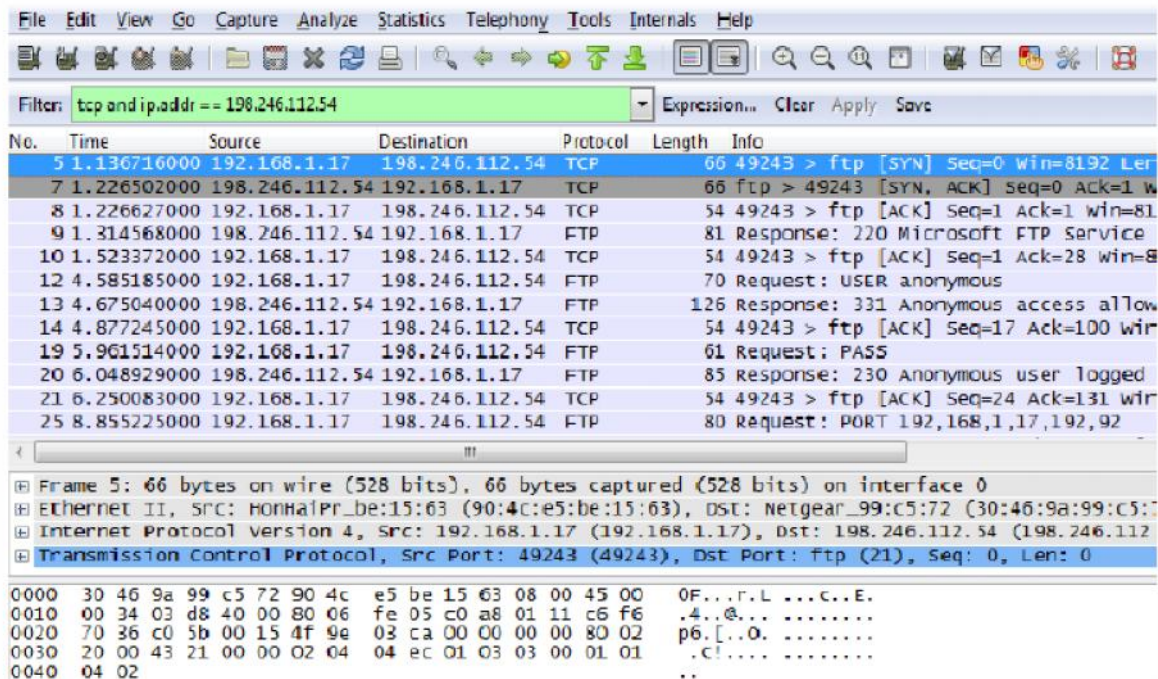 File Edit View Go Capture Analyze Statistics Telephony Tools Internals Help
Filter: tcp and ip.addr == 198.246.112.54 Expression... Clear Apply Save
No. Time Source Destination Protocol Length Info
5 1.136716000 192.168.1.17 198.246.112.54 TCP 66 49243 > ftp [SYN] Seq=0 Win=8192 Len
7 1.226502000 198.246.112.54 192.168.1.17 TCP 66 ftp > 49243 [SYN, ACK] Seq=0 Ack=1 W
8 1.226627000 192.168.1.17 198.246.112.54 TCP 54 49243 > ftp [ACK] Seq=1 Ack=1 Win=81
9 1.314568000 198.246.112.54 192.168.1.17 FTP 81 Response: 220 Microsoft FTP Service
10 1.523372000 192.168.1.17 198.246.112.54 TCP 54 49243 > ftp [ACK] Seq=1 Ack=28 Win=8
12 4.585185000 192.168.1.17 198.246.112.54 FTP 70 Request: USER anonymous
13 4.675040000 198.246.112.54 192.168.1.17 FTP 126 Response: 331 Anonymous access allow
14 4.877245000 192.168.1.17 198.246.112.54 TCP 54 49243 > ftp [ACK] Seq=17 Ack=100 Wir
19 5.961514000 192.168.1.17 198.246.112.54 FTP 61 Request: PASS
20 6.048929000 198.246.112.54 192.168.1.17 FTP 85 Response: 230 Anonymous user logged
21 6.250083000 192.168.1.17 198.246.112.54 TCP 54 49243 > ftp [ACK] Seq=24 Ack=131 Wir
25 8.855225000 192.168.1.17 198.246.112.54 FTP 80 Request: PORT 192,168,1,17,192,92
Frame 5: 66 bytes on wire (528 bits), 66 bytes captured (528 bits) on interface 0
Ethernet II, Src: HonHaiPr_be:15:63 (90:4c:e5:be:15:63), Dst: Netgear_99:c5:72 (30:46:9a:99:c5:
Internet Protocol Version 4, Src: 192.168.1.17 (192.168.1.17), Dst: 198.246.112.54 (198.246.112
Transmission Control Protocol, Src Port: 49243 (49243), Dst Port: ftp (21), Seq: 0, Len: 0
0000 30 46 9a 99 c5 72 90 4c e5 be 15 63 08 00 45 00 0F...r.L ...c..E.
0010 00 34 03 d8 40 00 80 06 fe 05 c0 a8 01 11 c6 f6 .4..@... ........
0020 70 36 c0 5b 00 15 4f 9e 03 ca 00 00 00 00 80 02 p6.[..O. ........
0030 20 00 43 21 00 00 02 04 04 ec 01 03 03 00 01 01 .C!.... ........
0040 04 02 ..